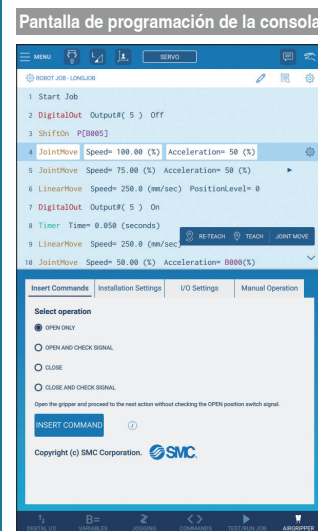 Pantalla de programación de la consola
MENU SERVO
ROBOT JOB - LONGJOB
1 Start Job
2 DigitalOut Output#( 5 ) Off
3 ShiftOn P[B005]
4 JointMove Speed= 100.00 (%) Acceleration= 50 (%)
5 JointMove Speed= 75.00 (%) Acceleration= 50 (%)
6 LinearMove Speed= 250.0 (mm/sec) PositionLevel= 0
7 DigitalOut Output#( 5 ) On
8 Timer Time= 0.050 (seconds)
RE-TEACH TEACH JOINT MOVE
9 LinearMove Speed= 250.0 (mm/sec)
10 JointMove Speed= 50.00 (%) Acceleration= B000(%)
Insert Commands Installation Settings I/O Settings Manual Operation
Select operation
OPEN ONLY
OPEN AND CHECK SIGNAL
CLOSE
CLOSE AND CHECK SIGNAL
Open the gripper and proceed to the next action without checking the OPEN position switch signal.
INSERT COMMAND
Copyright (c) SMC Corporation. SMC.
DIGITAL I/O VARIABLES JOGGING COMMANDS TEST/RUN JOB AIRGRIPPER